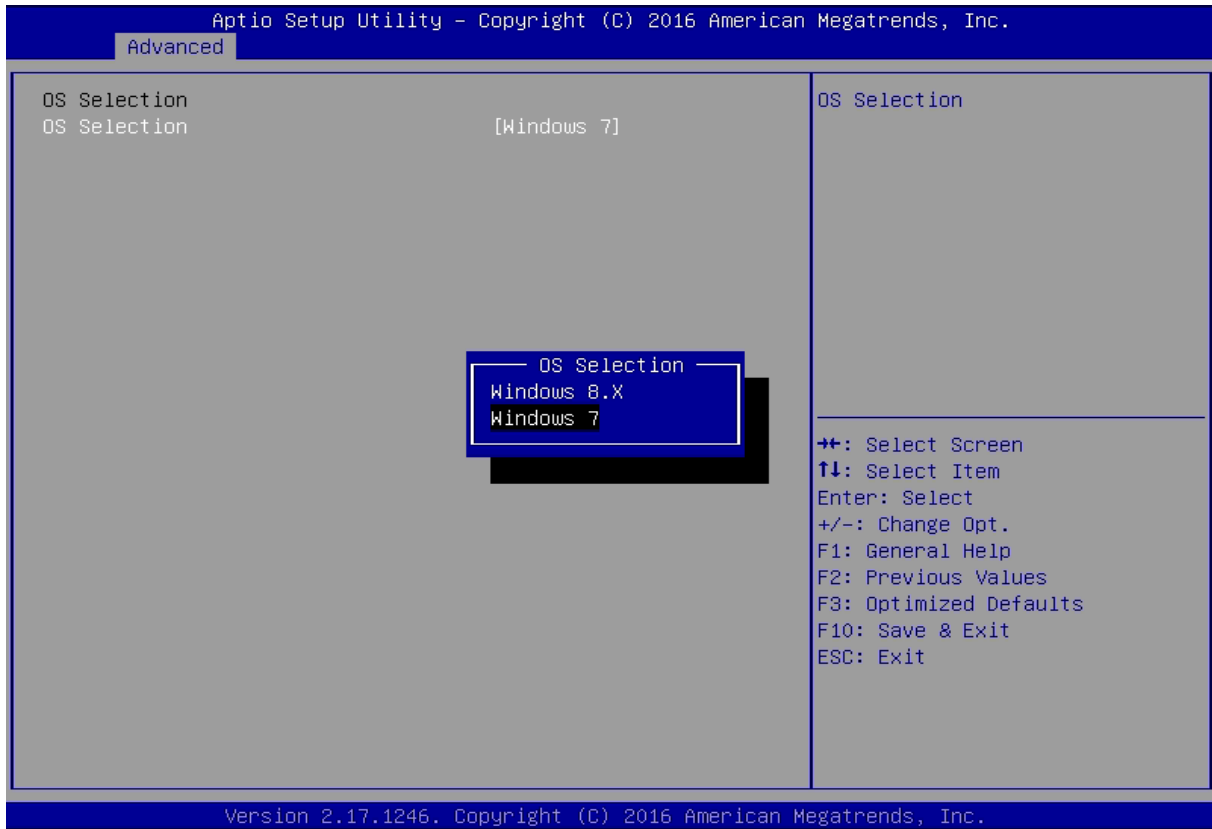 Aptio Setup Utility – Copyright (C) 2016 American Megatrends, Inc.
Advanced
OS Selection
OS Selection [Windows 7]
OS Selection
OS Selection
Windows 8.X
Windows 7
→←: Select Screen
↑↓: Select Item
Enter: Select
+/-: Change Opt.
F1: General Help
F2: Previous Values
F3: Optimized Defaults
F10: Save & Exit
ESC: Exit
Version 2.17.1246. Copyright (C) 2016 American Megatrends, Inc.